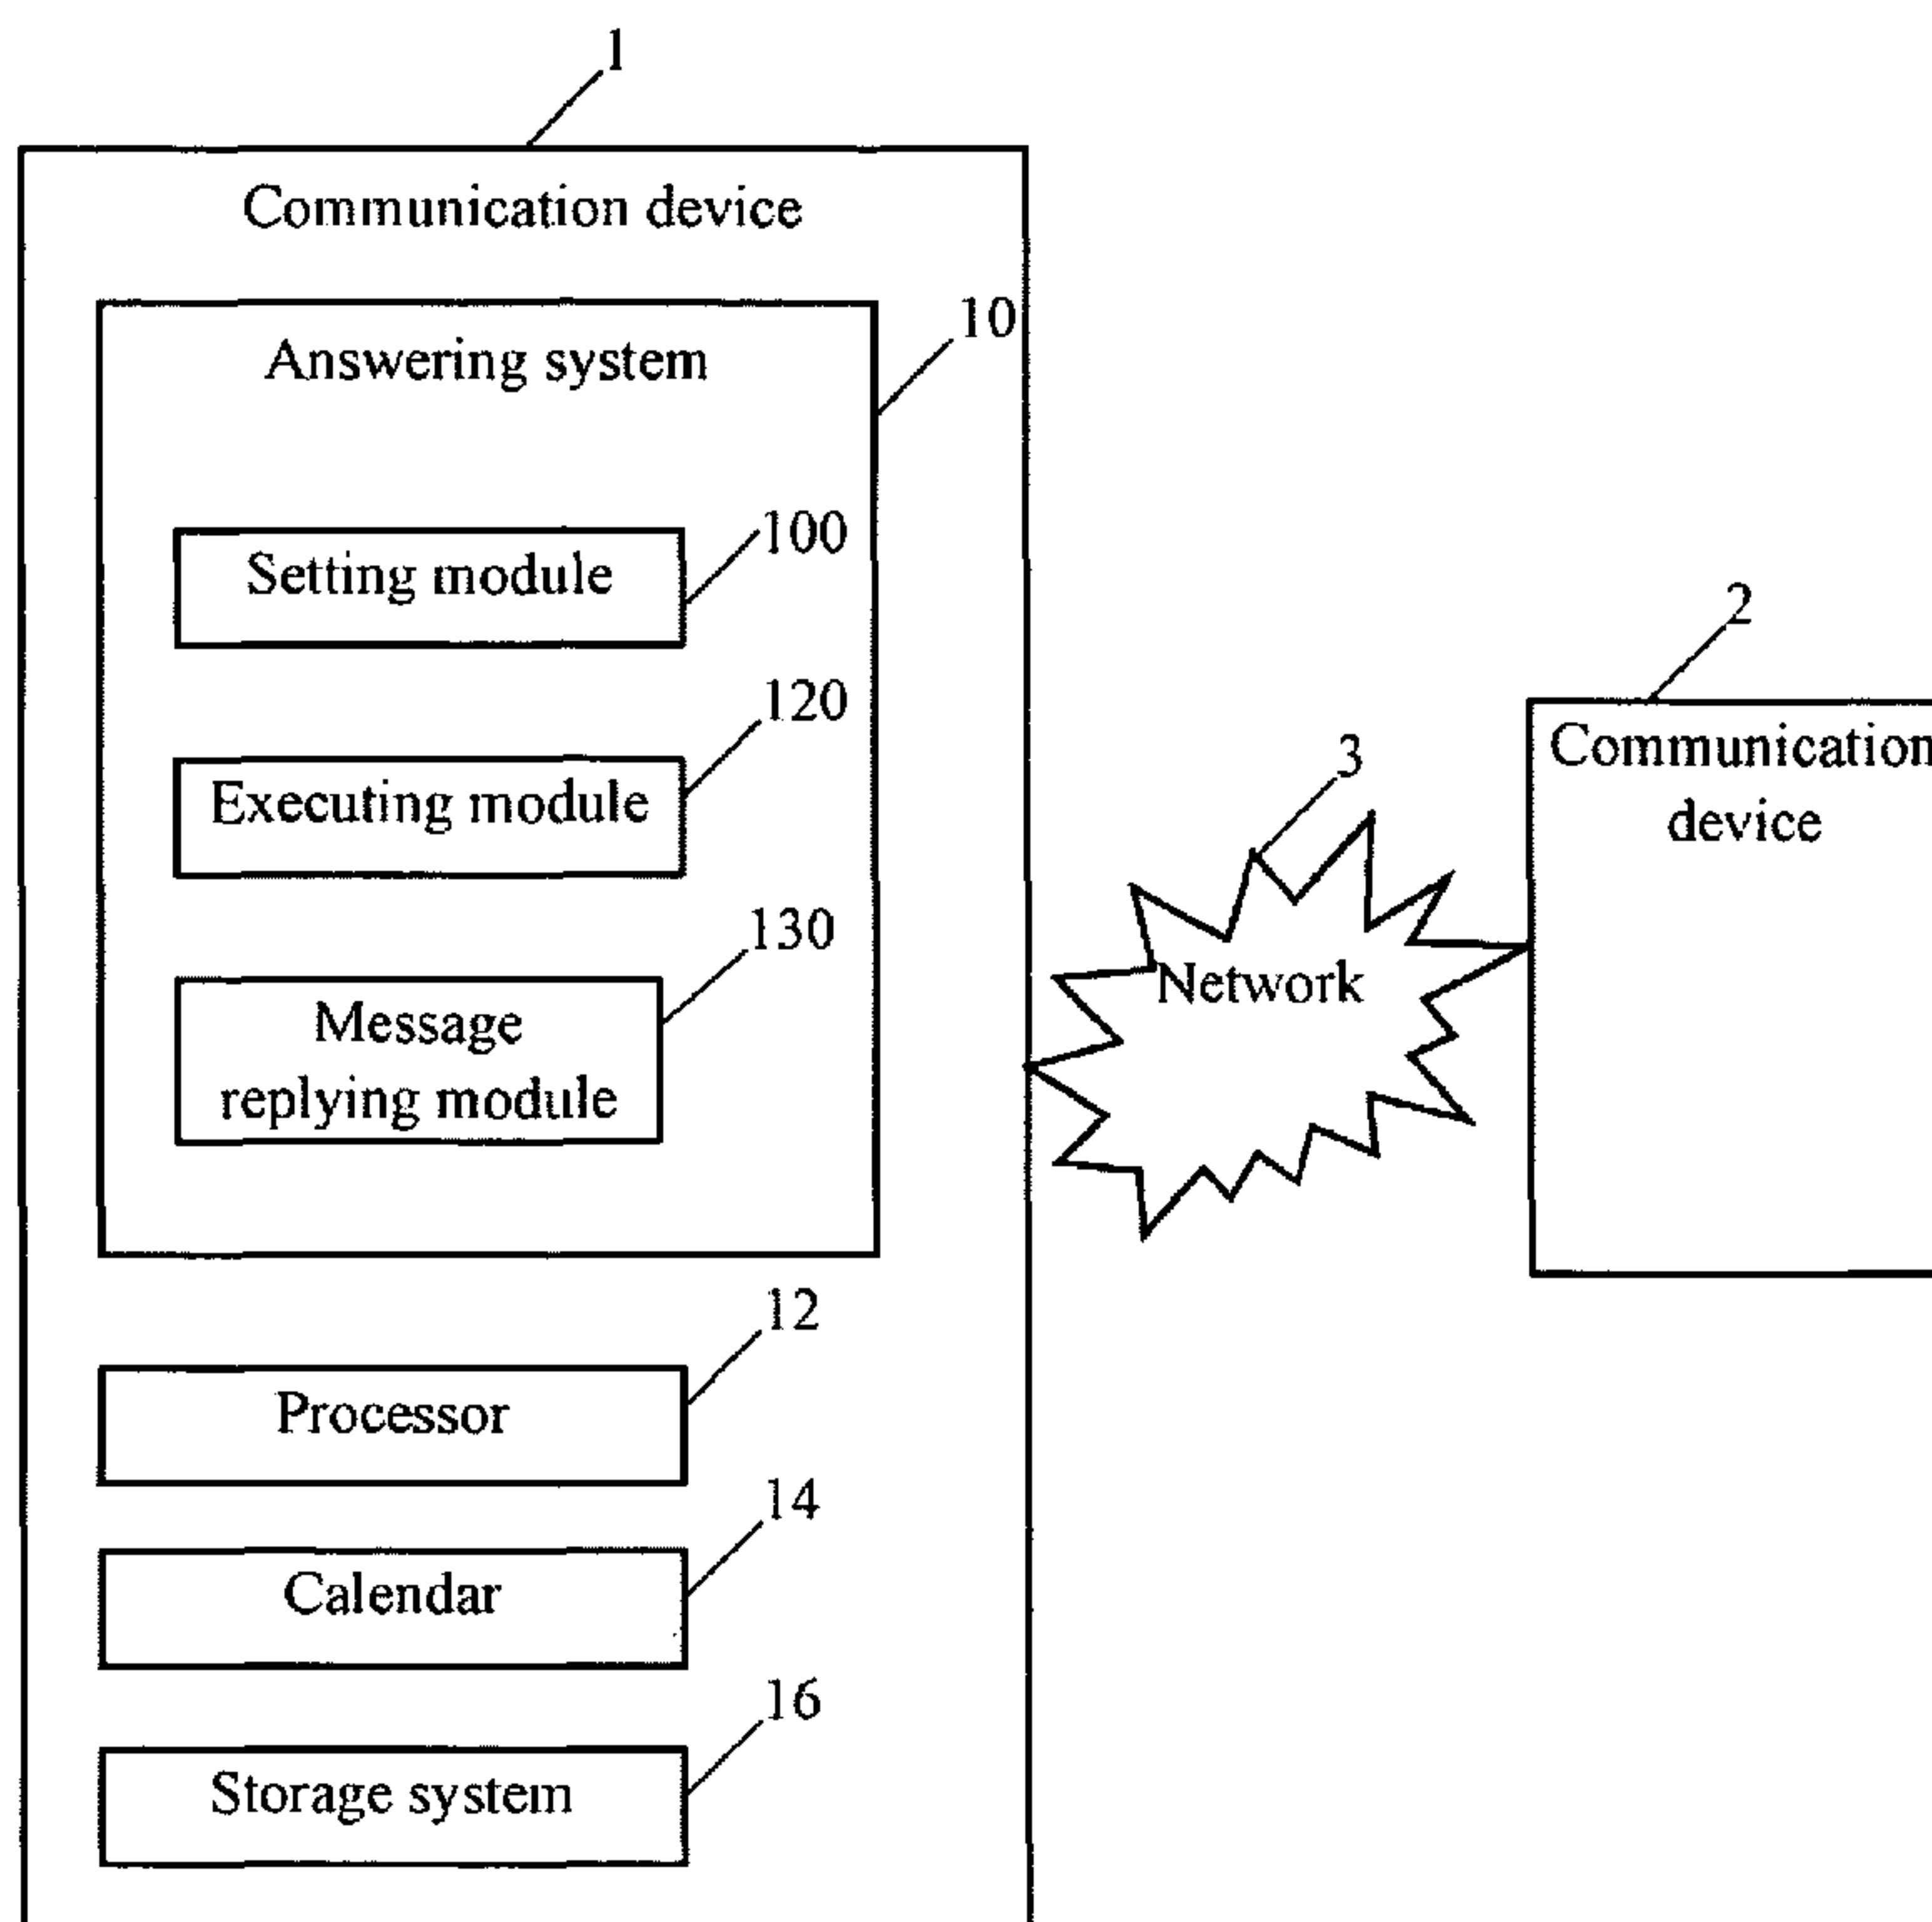 1
Communication device
10
Answering system
100
Setting module
120
Executing module
130
Message
replying module
12
Processor
14
Calendar
16
Storage system
3
Network
2
Communication
device